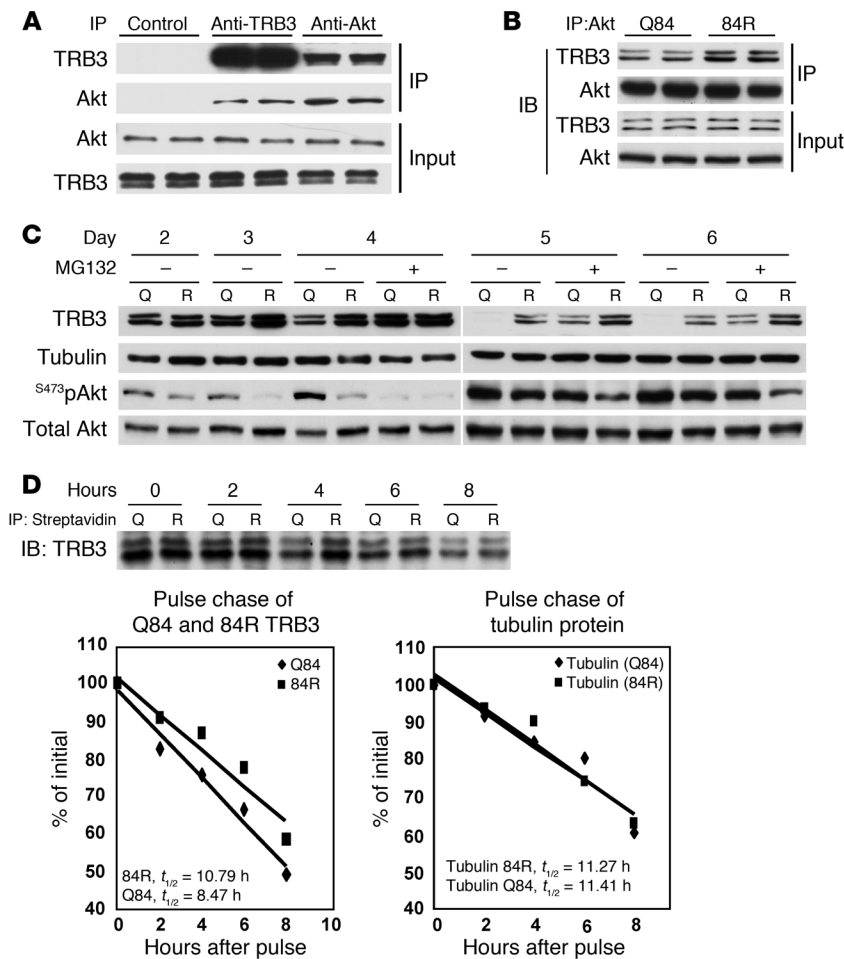 A
IP Control Anti-TRB3 Anti-Akt
TRB3
Akt
IP
Akt
TRB3
Input
B
IP:Akt Q84 84R
IB
TRB3
Akt
IP
TRB3
Akt
Input
C
Day 2 3 4 5 6
MG132 – – – + – + – +
Q R Q R Q R Q R Q R Q R Q R Q R
TRB3
Tubulin
S473pAkt
Total Akt
D
Hours 0 2 4 6 8
IP: Streptavidin Q R Q R Q R Q R Q R
IB: TRB3
Pulse chase of
Q84 and 84R TRB3
110
100
90
80
70
60
50
40
% of initial
Q84
84R
84R, t1/2 = 10.79 h
Q84, t1/2 = 8.47 h
0 2 4 6 8 10
Hours after pulse
Pulse chase of
tubulin protein
110
100
90
80
70
60
50
40
% of initial
Tubulin (Q84)
Tubulin (84R)
Tubulin 84R, t1/2 = 11.27 h
Tubulin Q84, t1/2 = 11.41 h
0 2 4 6 8
Hours after pulse